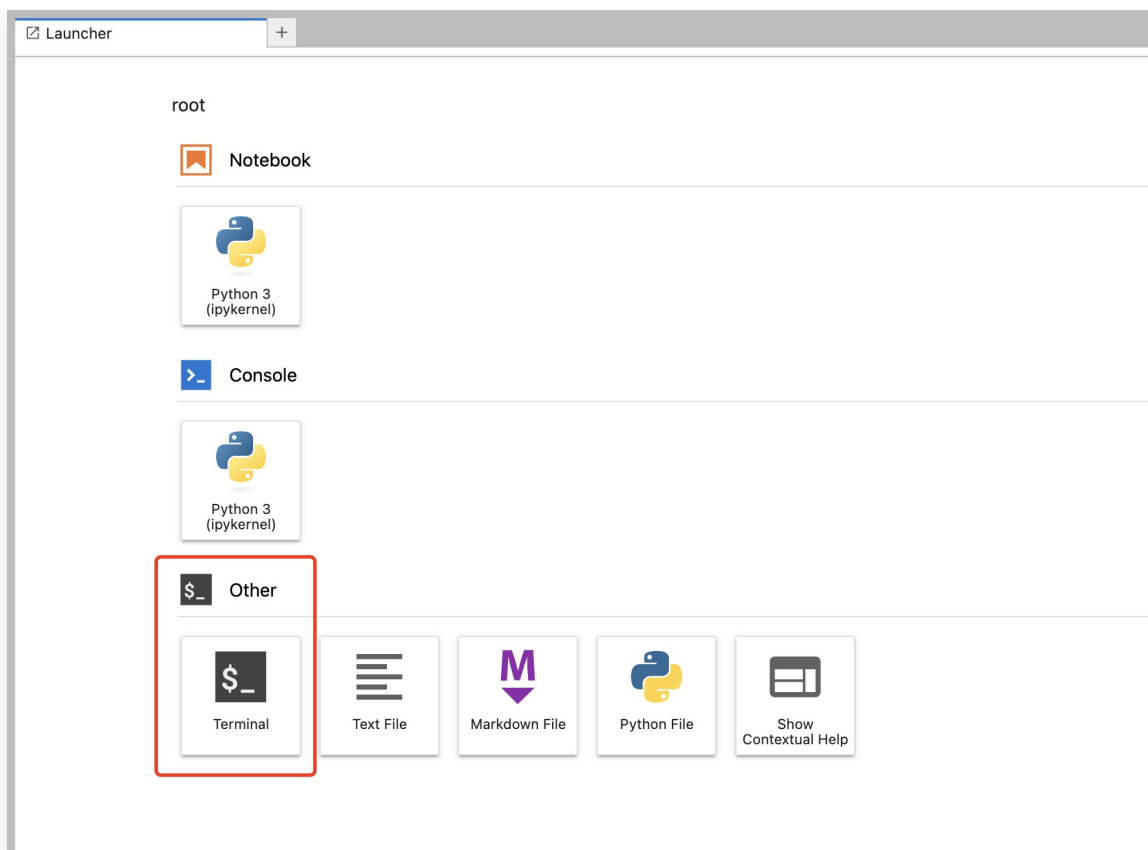 Launcher
+
root
Notebook
Python 3
(ipykernel)
>_ Console
Python 3
(ipykernel)
$_ Other
$_
Terminal
Text File
M
Markdown File
Python File
Show
Contextual Help